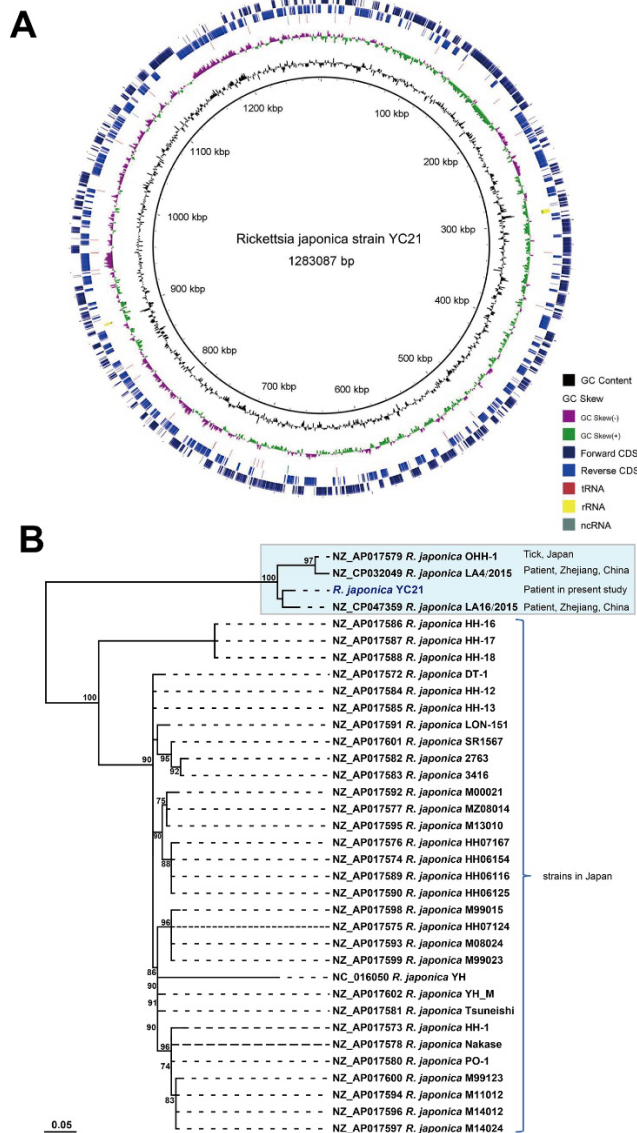 A
1200 kbp
100 kbp
1100 kbp
200 kbp
1000 kbp
300 kbp
Rickettsia japonica strain YC21
1283087 bp
900 kbp
400 kbp
800 kbp
500 kbp
700 kbp
600 kbp
GC Content
GC Skew
GC Skew(-)
GC Skew(+)
Forward CDS
Reverse CDS
tRNA
rRNA
ncRNA
B
97 NZ_AP017579 R. japonica OHH-1 Tick, Japan
100 NZ_CP032049 R. japonica LA4/2015 Patient, Zhejiang, China
R. japonica YC21 Patient in present study
NZ_CP047359 R. japonica LA16/2015 Patient, Zhejiang, China
NZ_AP017586 R. japonica HH-16
NZ_AP017587 R. japonica HH-17
NZ_AP017588 R. japonica HH-18
100
NZ_AP017572 R. japonica DT-1
NZ_AP017584 R. japonica HH-12
NZ_AP017585 R. japonica HH-13
NZ_AP017591 R. japonica LON-151
NZ_AP017601 R. japonica SR1567
90 95 NZ_AP017582 R. japonica 2763
92 NZ_AP017583 R. japonica 3416
NZ_AP017592 R. japonica M00021
75 NZ_AP017577 R. japonica MZ08014
NZ_AP017595 R. japonica M13010
90 NZ_AP017576 R. japonica HH07167
88 NZ_AP017574 R. japonica HH06154
NZ_AP017589 R. japonica HH06116 strains in Japan
NZ_AP017590 R. japonica HH06125
NZ_AP017598 R. japonica M99015
96 NZ_AP017575 R. japonica HH07124
NZ_AP017593 R. japonica M08024
NZ_AP017599 R. japonica M99023
86 NC_016050 R. japonica YH
90 NZ_AP017602 R. japonica YH_M
91 NZ_AP017581 R. japonica Tsuneishi
90 NZ_AP017573 R. japonica HH-1
96 NZ_AP017578 R. japonica Nakase
74 NZ_AP017580 R. japonica PO-1
NZ_AP017600 R. japonica M99123
83 NZ_AP017594 R. japonica M11012
NZ_AP017596 R. japonica M14012
NZ_AP017597 R. japonica M14024
0.05